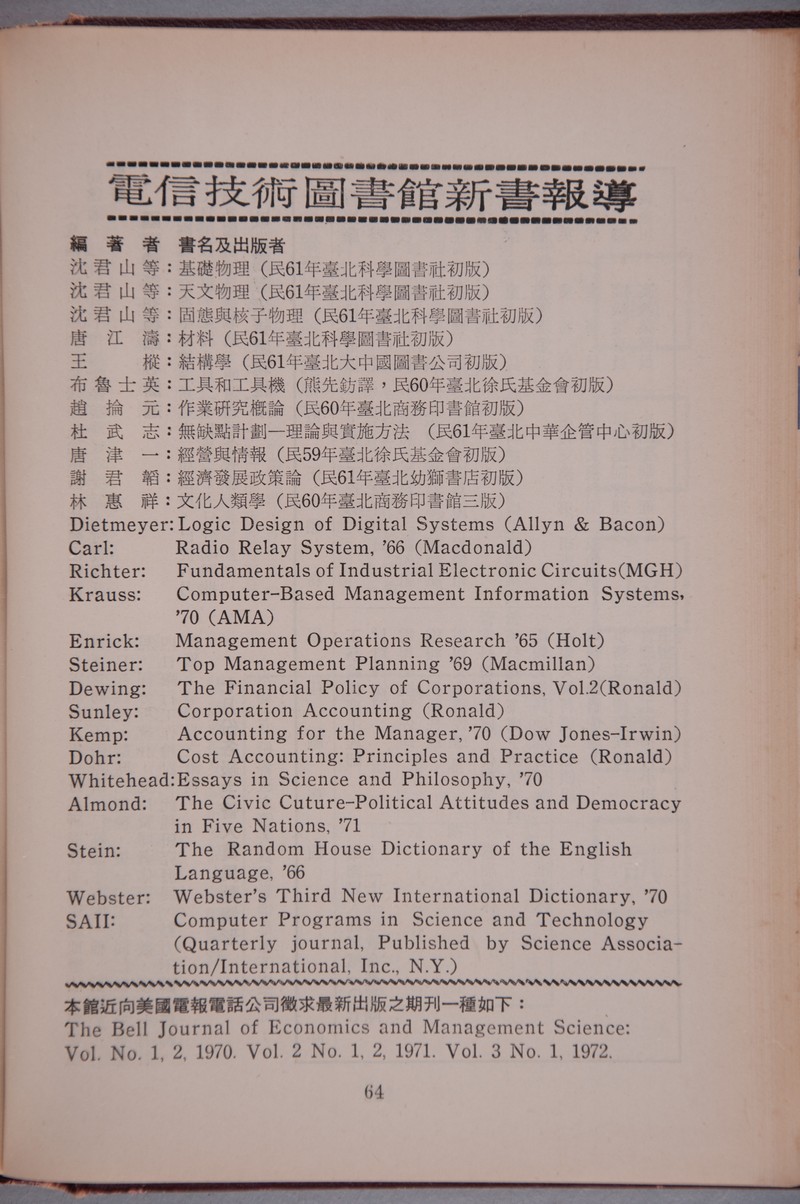 電信技術圖書館新書報導
編著者 書名及出版者
沈君山等：基礎物理（民61年臺北科學圖書社初版）
沈君山等：天文物理（民61年臺北科學圖書社初版）
沈君山等：固態與核子物理（民61年臺北科學圖書社初版）
唐江濤：材料（民61年臺北科學圖書社初版）
王樅：結構學（民61年臺北大中國圖書公司初版）
布魯士英：工具和工具機（熊先鈁譯，民60年臺北徐氏基金會初版）
趙掄元：作業研究概論（民60年臺北商務印書館初版）
杜武志：無缺點計劃—理論與實施方法 （民61年臺北中華企管中心初版）
唐津一：經營與情報（民59年臺北徐氏基金會初版）
謝君韜：經濟發展政策論（民61年臺北幼獅書店初版）
林惠祥：文化人類學（民60年臺北商務印書館三版）
Dietmeyer: Logic Design of Digital Systems (Allyn & Bacon)
Carl: Radio Relay System, ’66 (Macdonald)
Richter: Fundamentals of Industrial Electronic Circuits(MGH)
Krauss: Computer-Based Management Information Systems,
’70 (AMA)
Enrick: Management Operations Research ’65 (Holt)
Steiner: Top Management Planning ’69 (Macmillan)
Dewing: The Financial Policy of Corporations, Vol.2(Ronald)
Sunley: Corporation Accounting (Ronald)
Kemp: Accounting for the Manager, ’70 (Dow Jones-Irwin)
Dohr: Cost Accounting: Principles and Practice (Ronald)
Whitehead: Essays in Science and Philosophy, ’70
Almond: The Civic Cuture-Political Attitudes and Democracy
in Five Nations, ’71
Stein: The Random House Dictionary of the English
Language, ’66
Webster: Webster’s Third New International Dictionary, ’70
SAII: Computer Programs in Science and Technology
(Quarterly journal, Published by Science Associa-
tion/International, Inc., N.Y.)
本館近向美國電報電話公司徵求最新出版之期刊一種如下：
The Bell Journal of Economics and Management Science:
Vol. No. 1, 2, 1970. Vol. 2 No. 1, 2, 1971. Vol. 3 No. 1, 1972.
64